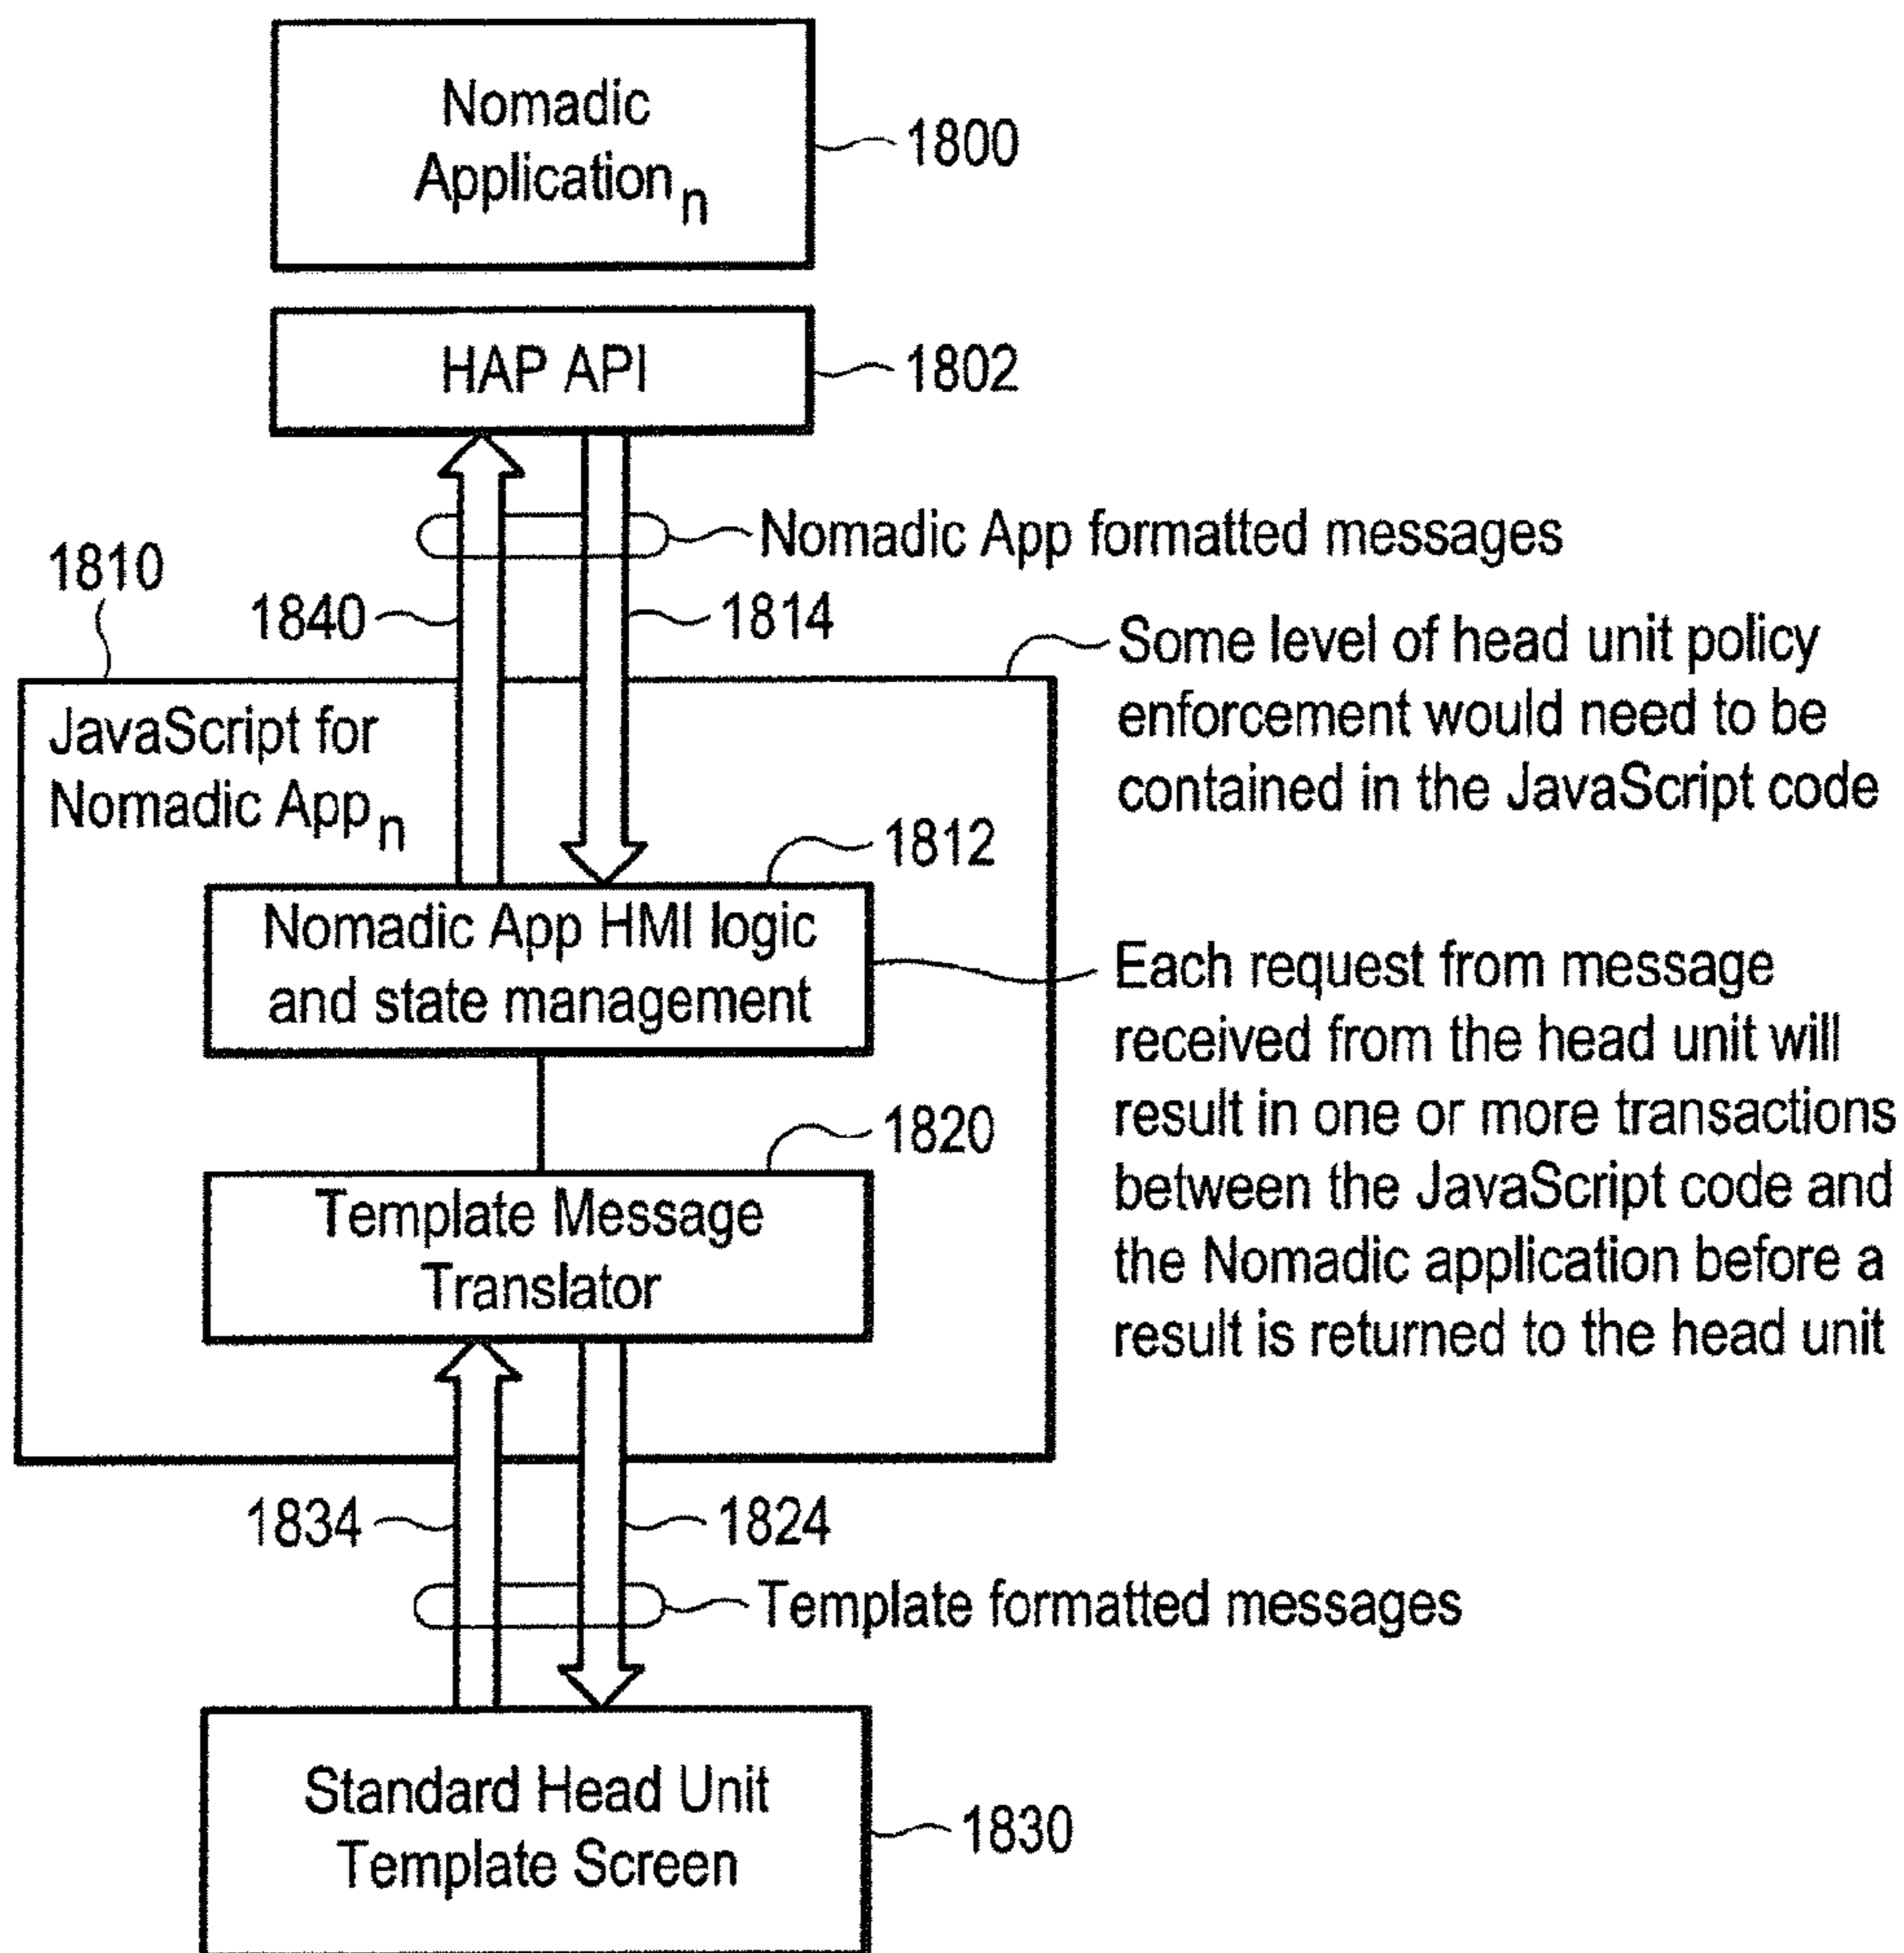 Nomadic
Application n
1800
HAP API
1802
Nomadic App formatted messages
1810
1840
1814
Some level of head unit policy
enforcement would need to be
contained in the JavaScript code
JavaScript for
Nomadic App n
1812
Nomadic App HMI logic
and state management
Each request from message
received from the head unit will
result in one or more transactions
between the JavaScript code and
the Nomadic application before a
result is returned to the head unit
1820
Template Message
Translator
1834
1824
Template formatted messages
Standard Head Unit
Template Screen
1830